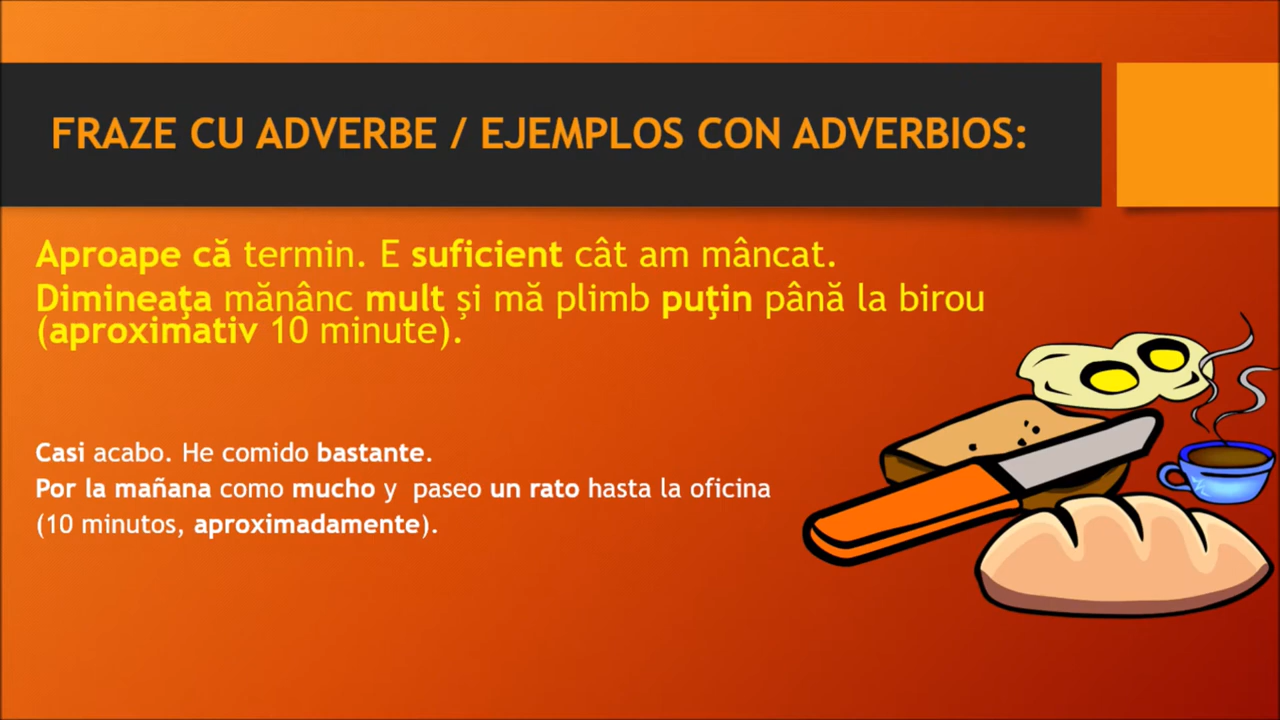 FRAZE CU ADVERBE / EJEMPLOS CON ADVERBIOS:
Aproape că termin. E suficient cât am mâncat.
Dimineaţa mănânc mult şi mă plimb puţin până la birou
(aproximativ 10 minute).
Casi acabo. He comido bastante.
Por la mañana como mucho y paseo un rato hasta la oficina
(10 minutos, aproximadamente).